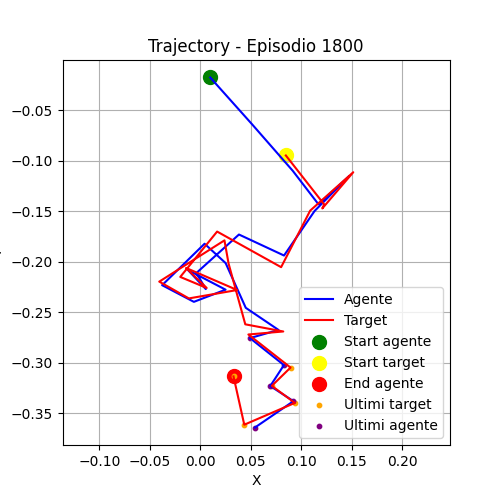 Trajectory - Episodio 1800
−0.05
−0.10
−0.15
−0.20
−0.25
−0.30
−0.35
Agente
Target
Start agente
Start target
End agente
Ultimi target
Ultimi agente
−0.10
−0.05
0.00
0.05
0.10
0.15
0.20
X